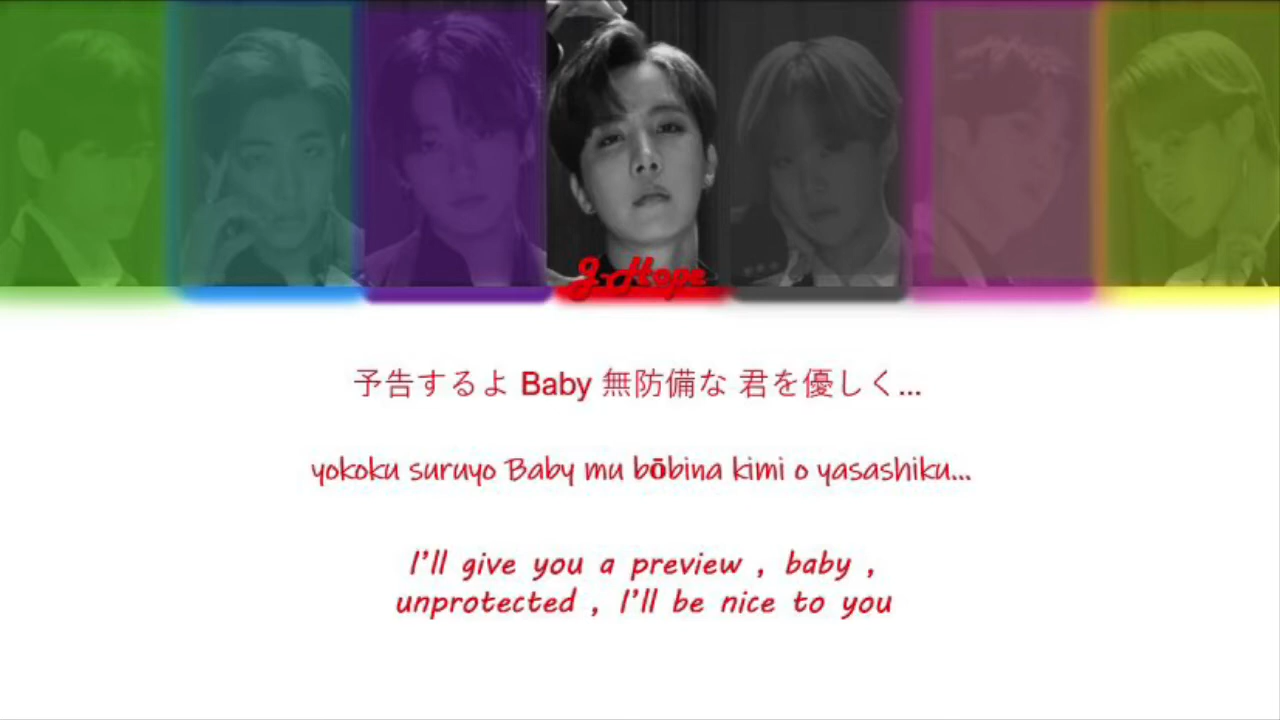 J-Hope
予告するよ Baby 無防備な 君を優しく...
yokoku suruyo Baby mu bōbina kimi o yasashiku...
I'll give you a preview , baby ,
unprotected , I'll be nice to you